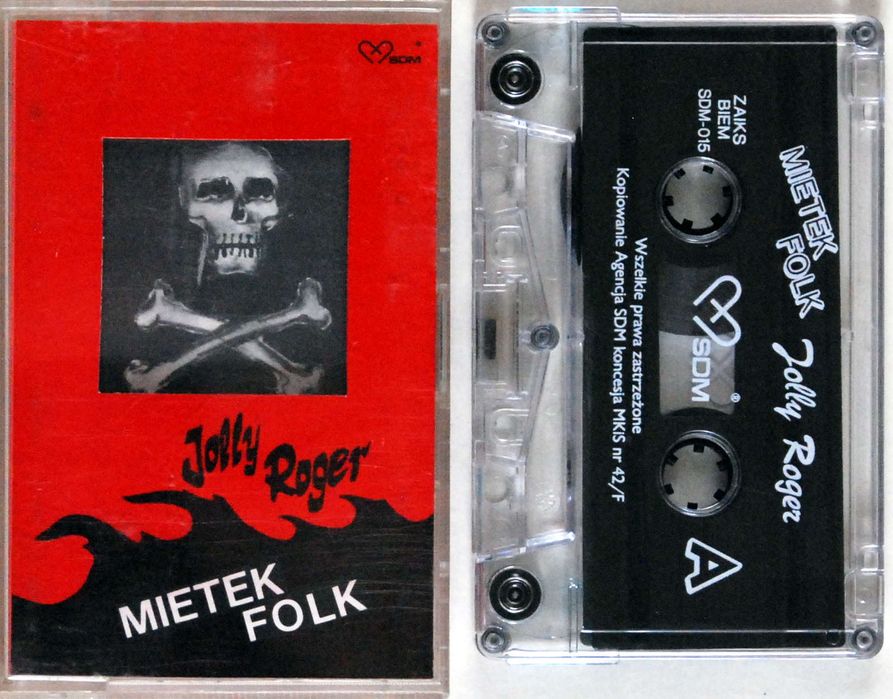 SDM
®
Jolly
Roger
MIETEK
FOLK
ZAIKS
BIEM
SDM-015
MIETEK
FOLK
Jolly Roger
SDM
®
Wszelkie prawa zastrzeżone
Kopiowanie Agencja SDM koncesja MKiS nr 42/F
A